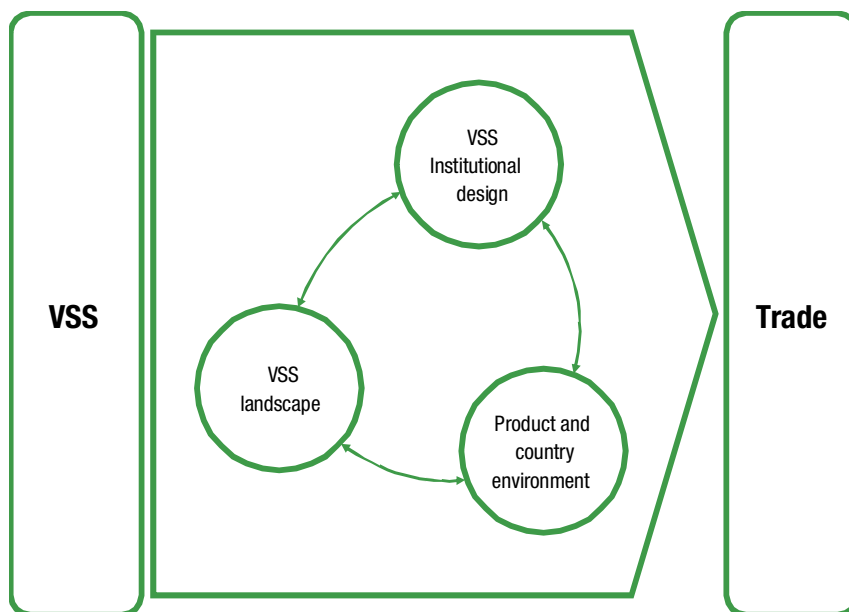 VSS
VSS
Institutional
design
VSS
landscape
Product and
country
environment
Trade